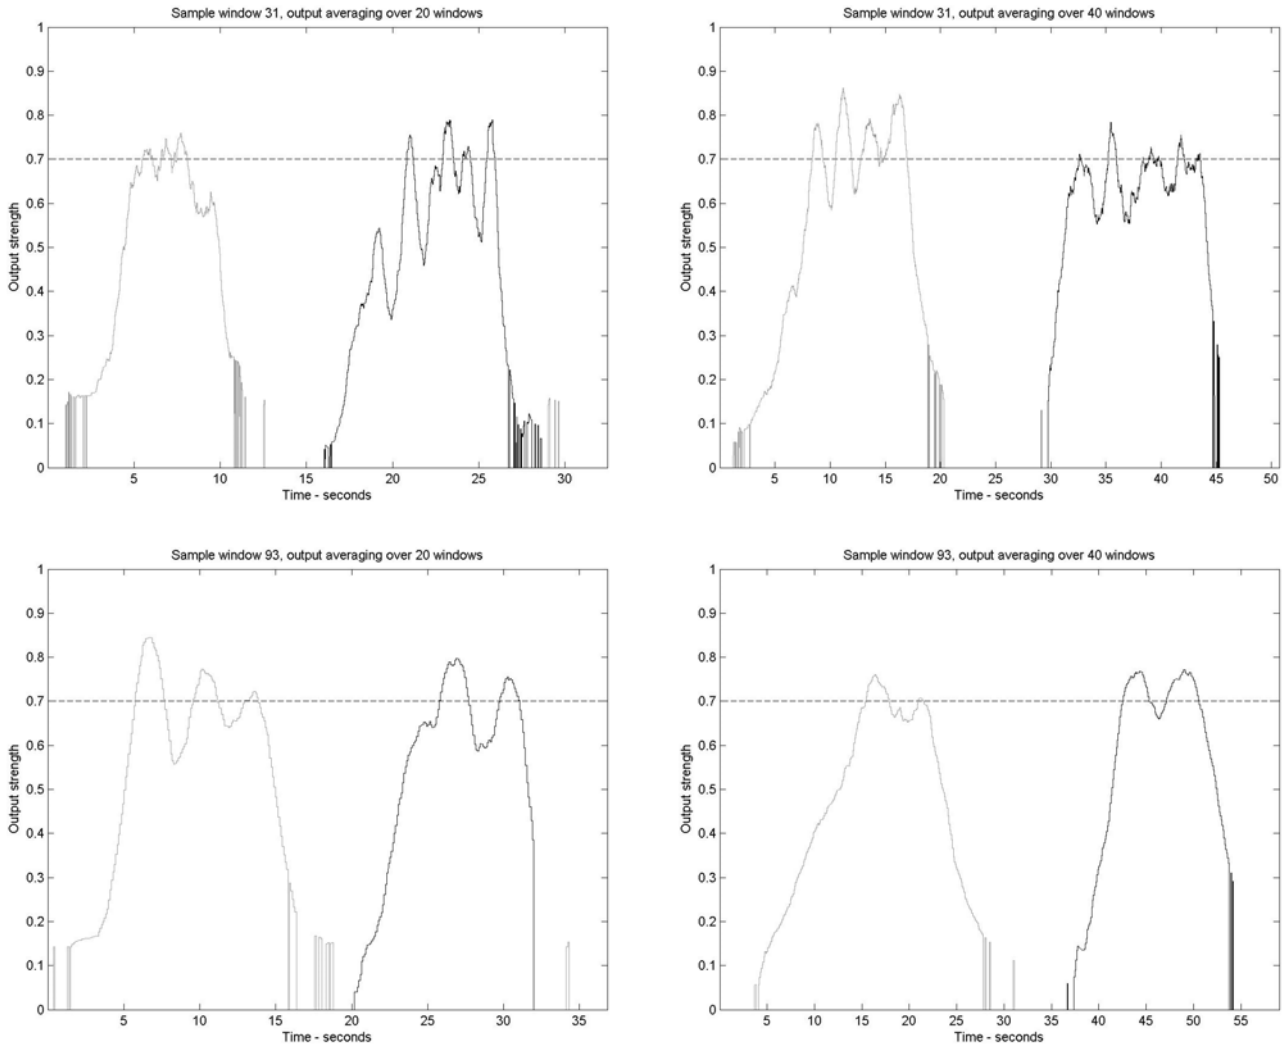 Sample window 31, output averaging over 20 windows
1
0.9
0.8
0.7
0.6
0.5
0.4
0.3
0.2
0.1
0
Output strength
5 10 15 20 25 30
Time - seconds
Sample window 31, output averaging over 40 windows
1
0.9
0.8
0.7
0.6
0.5
0.4
0.3
0.2
0.1
0
Output strength
5 10 15 20 25 30 35 40 45 50
Time - seconds
Sample window 93, output averaging over 20 windows
1
0.9
0.8
0.7
0.6
0.5
0.4
0.3
0.2
0.1
0
Output strength
5 10 15 20 25 30 35
Time - seconds
Sample window 93, output averaging over 40 windows
1
0.9
0.8
0.7
0.6
0.5
0.4
0.3
0.2
0.1
0
Output strength
5 10 15 20 25 30 35 40 45 50 55
Time - seconds